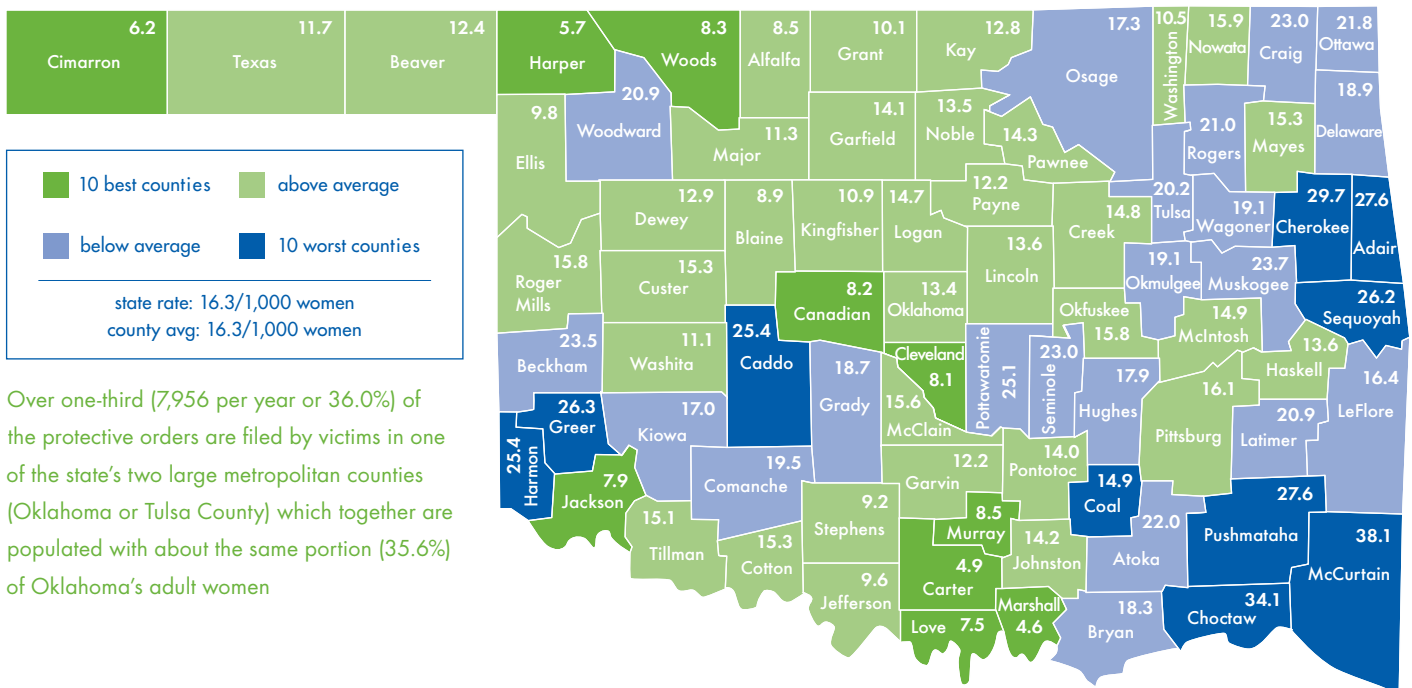 6.2
Cimarron
11.7
Texas
12.4
Beaver
5.7
Harper
8.3
Woods
8.5
Alfalfa
10.1
Grant
12.8
Kay
17.3
Osage
10.5
Washington
15.9
Nowata
23.0
Craig
21.8
Ottawa
9.8
Ellis
20.9
Woodward
11.3
Major
14.1
Garfield
13.5
Noble
14.3
Pawnee
21.0
Rogers
15.3
Mayes
18.9
Delaware
10 best counties
above average
below average
10 worst counties
state rate: 16.3/1,000 women
county avg: 16.3/1,000 women
12.9
Dewey
8.9
Blaine
10.9
Kingfisher
14.7
Logan
12.2
Payne
14.8
Creek
20.2
Tulsa
19.1
Wagoner
29.7
Cherokee
27.6
Adair
15.8
Roger
Mills
15.3
Custer
8.2
Canadian
13.4
Oklahoma
13.6
Lincoln
Okfuskee
15.8
19.1
Okmulgee
23.7
Muskogee
14.9
McIntosh
26.2
Sequoyah
23.5
Beckham
11.1
Washita
25.4
Caddo
18.7
Grady
Cleveland
8.1
15.6
McClain
Pottawatomie
25.1
23.0
Seminole
17.9
Hughes
16.1
Pittsburg
13.6
Haskell
20.9
Latimer
16.4
LeFlore
Over one-third (7,956 per year or 36.0%) of
the protective orders are filed by victims in one
of the state's two large metropolitan counties
(Oklahoma or Tulsa County) which together are
populated with about the same portion (35.6%)
of Oklahoma's adult women
25.4
Harmon
26.3
Greer
17.0
Kiowa
7.9
Jackson
19.5
Comanche
15.1
Tillman
15.3
Cotton
9.2
Stephens
9.6
Jefferson
12.2
Garvin
14.0
Pontotoc
8.5
Murray
14.2
Johnston
4.9
Carter
Love 7.5
Marshall
4.6
14.9
Coal
22.0
Atoka
18.3
Bryan
27.6
Pushmataha
34.1
Choctaw
38.1
McCurtain